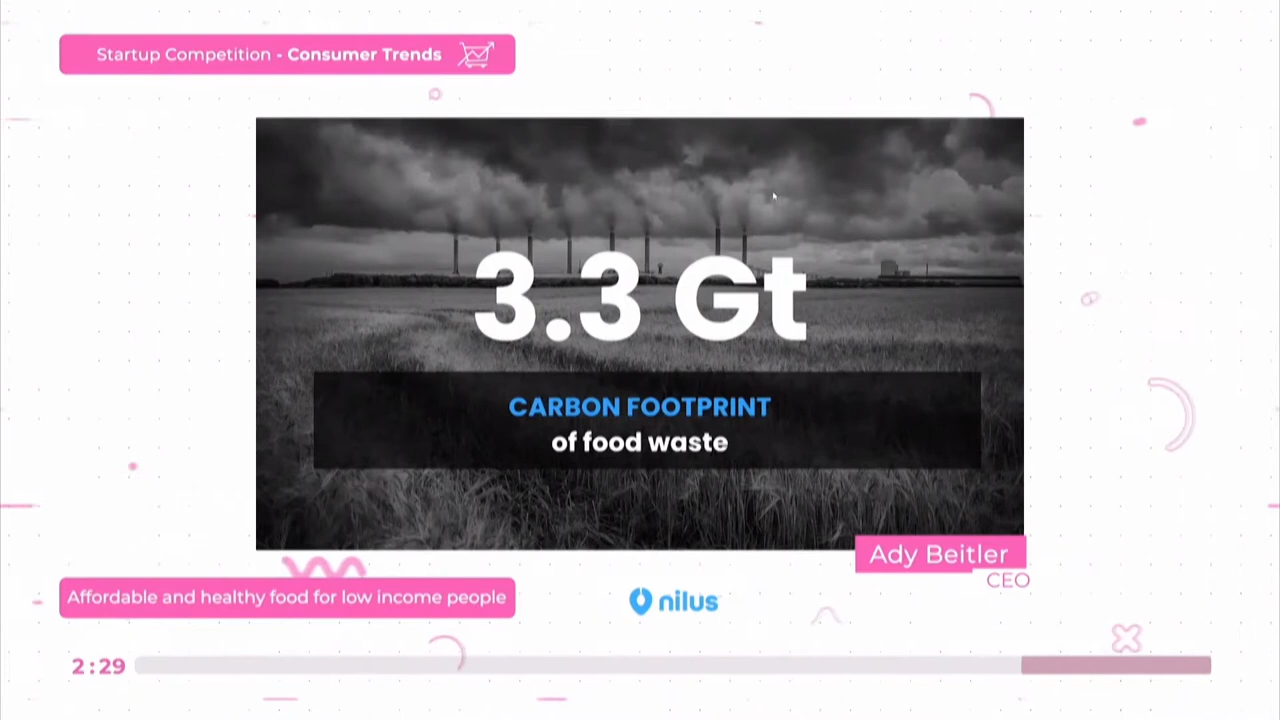 Startup Competition - Consumer Trends
3.3 Gt
CARBON FOOTPRINT
of food waste
Ady Beitler
CEO
Affordable and healthy food for low income people
nilus
2:29